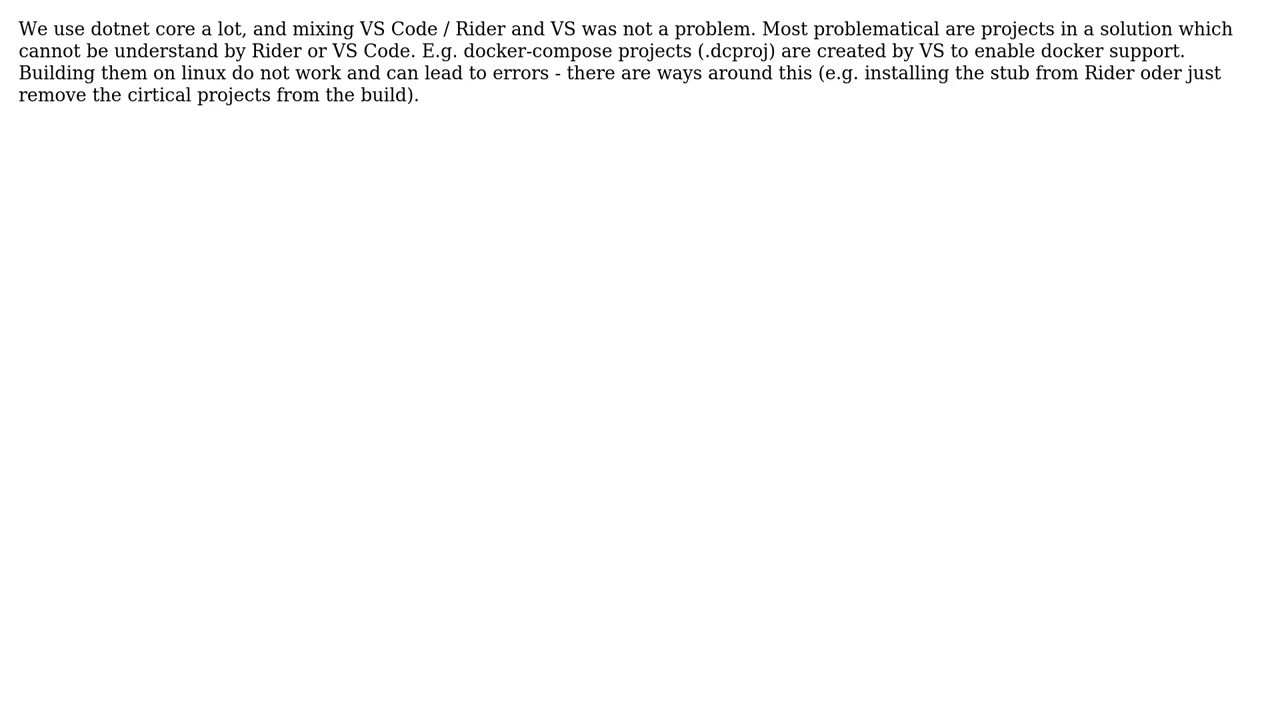 We use dotnet core a lot, and mixing VS Code / Rider and VS was not a problem. Most problematical are projects in a solution which
cannot be understand by Rider or VS Code. E.g. docker-compose projects (.dcproj) are created by VS to enable docker support.
Building them on linux do not work and can lead to errors - there are ways around this (e.g. installing the stub from Rider oder just
remove the cirtical projects from the build).